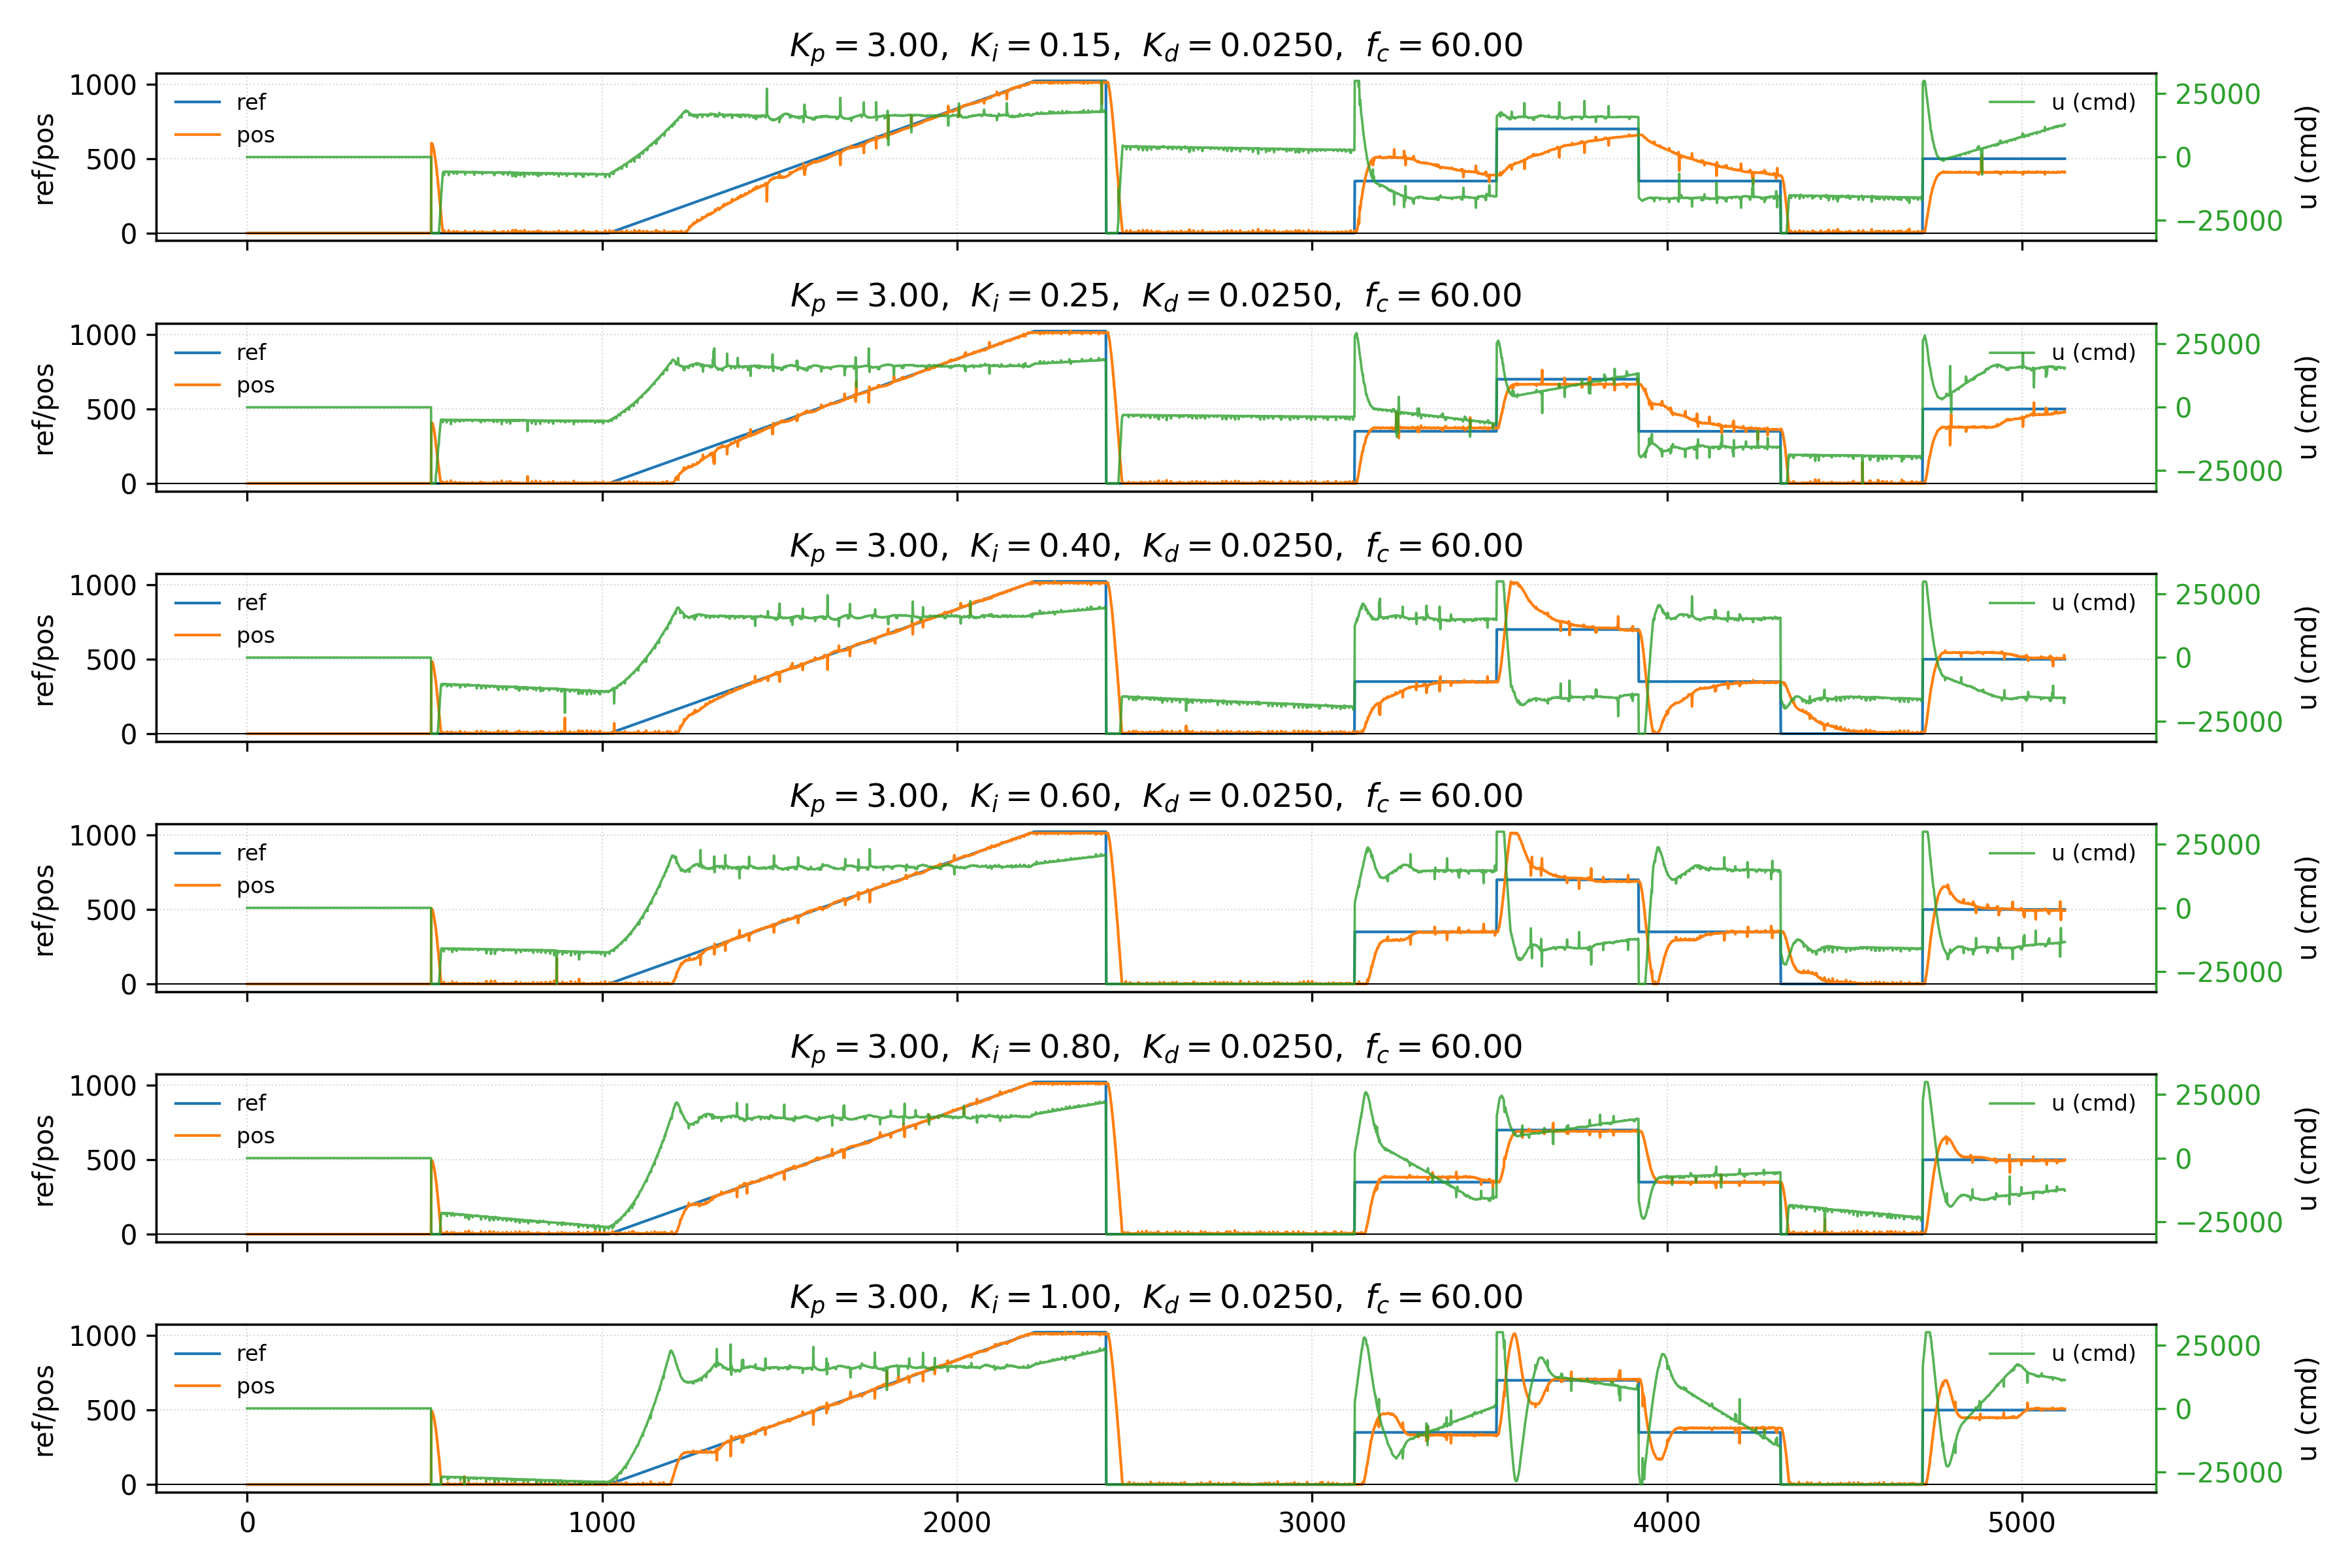 K_p = 3.00, K_i = 0.15, K_d = 0.0250, f_c = 60.00
1000
500
0
ref/pos
ref
pos
u (cmd)
25000
0
−25000
u (cmd)
K_p = 3.00, K_i = 0.25, K_d = 0.0250, f_c = 60.00
1000
500
0
ref/pos
ref
pos
u (cmd)
25000
0
−25000
u (cmd)
K_p = 3.00, K_i = 0.40, K_d = 0.0250, f_c = 60.00
1000
500
0
ref/pos
ref
pos
u (cmd)
25000
0
−25000
u (cmd)
K_p = 3.00, K_i = 0.60, K_d = 0.0250, f_c = 60.00
1000
500
0
ref/pos
ref
pos
u (cmd)
25000
0
−25000
u (cmd)
K_p = 3.00, K_i = 0.80, K_d = 0.0250, f_c = 60.00
1000
500
0
ref/pos
ref
pos
u (cmd)
25000
0
−25000
u (cmd)
K_p = 3.00, K_i = 1.00, K_d = 0.0250, f_c = 60.00
1000
500
0
ref/pos
ref
pos
u (cmd)
25000
0
−25000
u (cmd)
0 1000 2000 3000 4000 5000